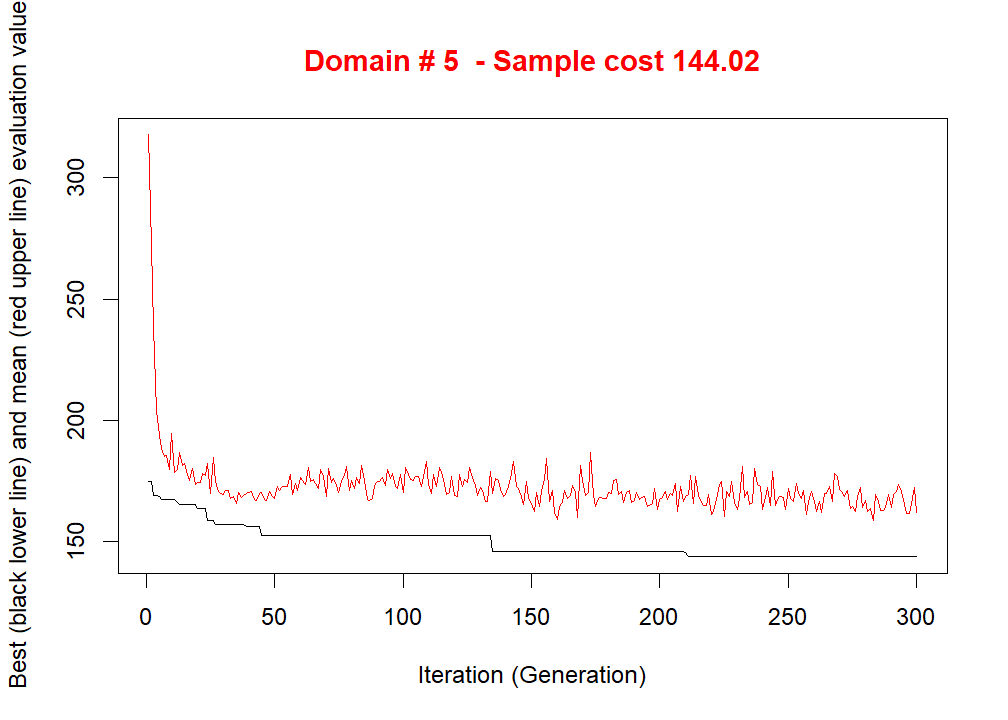 Domain # 5  - Sample cost 144.02
Best (black lower line) and mean (red upper line) evaluation value
300
250
200
150
0 50 100 150 200 250 300
Iteration (Generation)